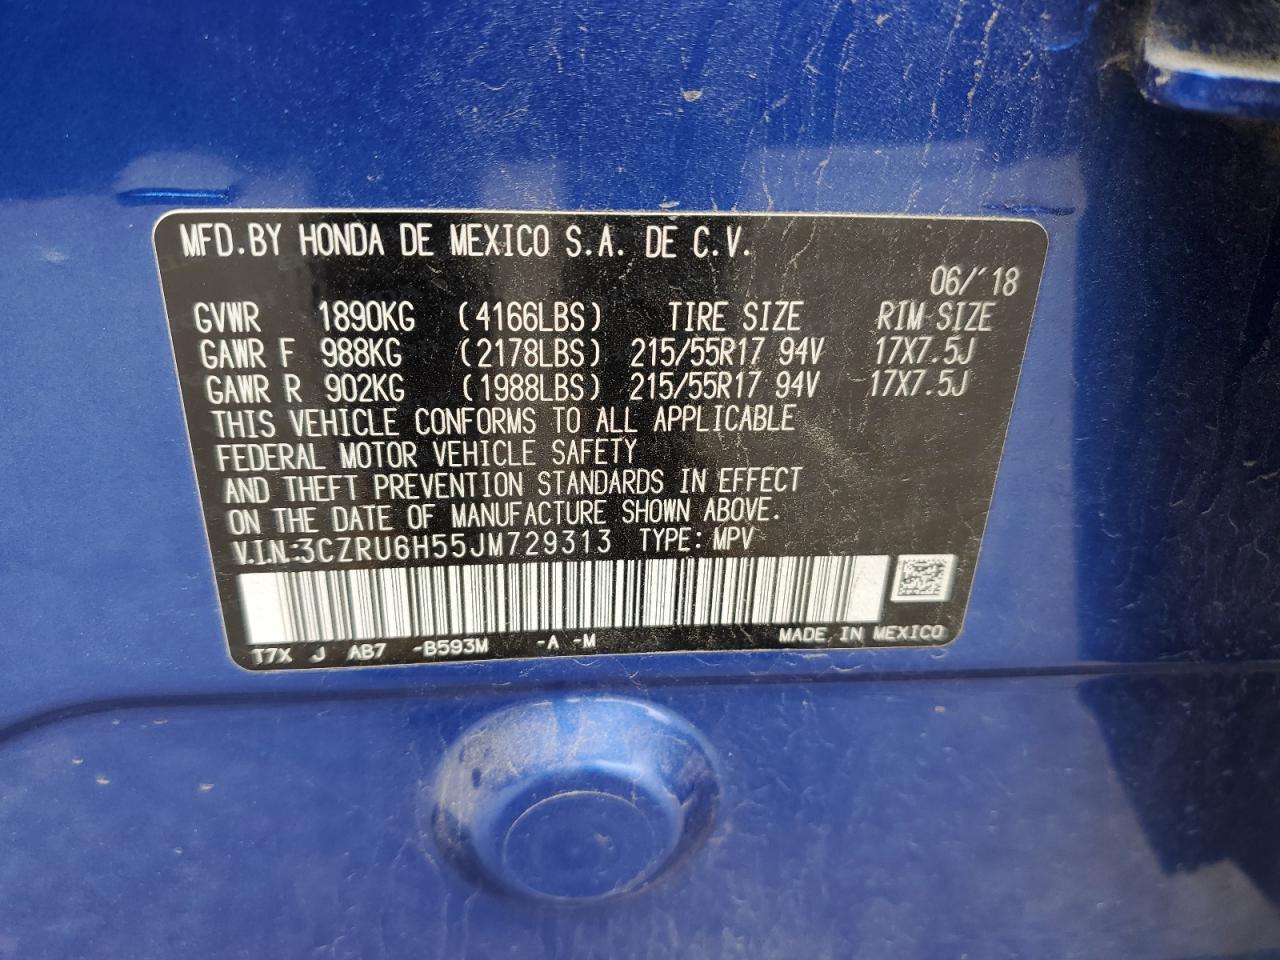 MFD.BY HONDA DE MEXICO S.A. DE C.V.
06/'18
GVWR 1890KG (4166LBS) TIRE SIZE RIM SIZE
GAWR F 988KG (2178LBS) 215/55R17 94V 17X7.5J
GAWR R 902KG (1988LBS) 215/55R17 94V 17X7.5J
THIS VEHICLE CONFORMS TO ALL APPLICABLE
FEDERAL MOTOR VEHICLE SAFETY
AND THEFT PREVENTION STANDARDS IN EFFECT
ON THE DATE OF MANUFACTURE SHOWN ABOVE.
V.I.N:3CZRU6H55JM729313 TYPE: MPV
T7X J AB7 -B593M -A -M MADE IN MEXICO